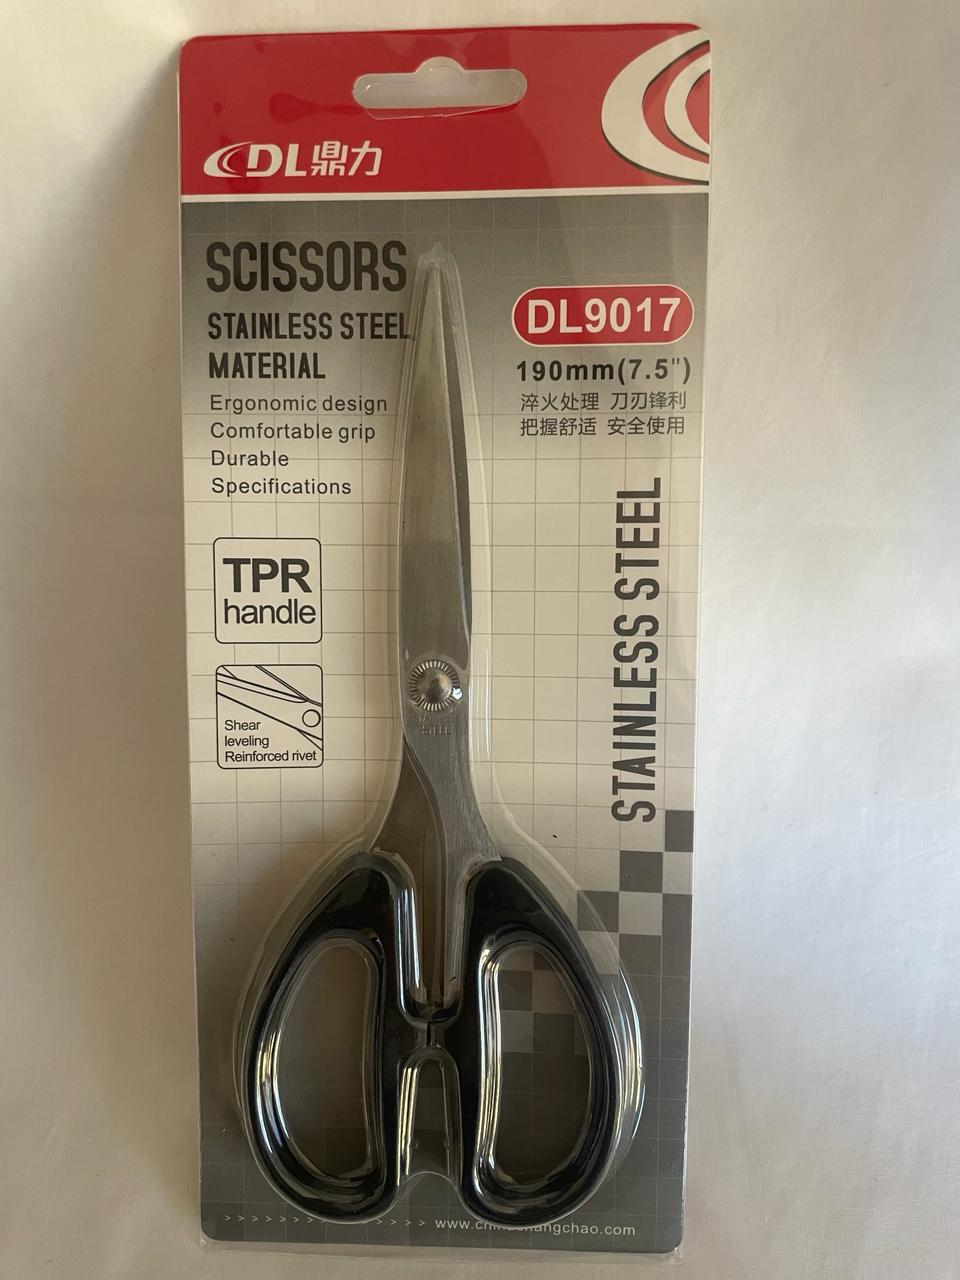 DL鼎力
SCISSORS
STAINLESS STEEL
MATERIAL
Ergonomic design
Comfortable grip
Durable
Specifications
DL9017
190mm(7.5")
淬火处理 刀刃锋利
把握舒适 安全使用
TPR
handle
Shear
leveling
Reinforced rivet
STAINLESS STEEL
STAINLESS
STEEL
> > > > > > > > > > > > > > > > > >